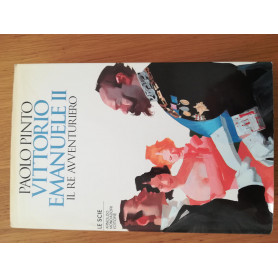 PAOLO PINTO
VITTORIO
EMANUELE II
IL RE AVVENTURIERO
LE SCIE